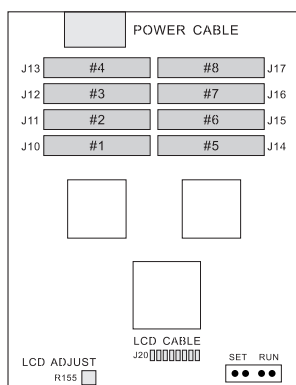 POWER CABLE
J13 #4 #8 J17
J12 #3 #7 J16
J11 #2 #6 J15
J10 #1 #5 J14
LCD CABLE
J20
SET RUN
LCD ADJUST
R155